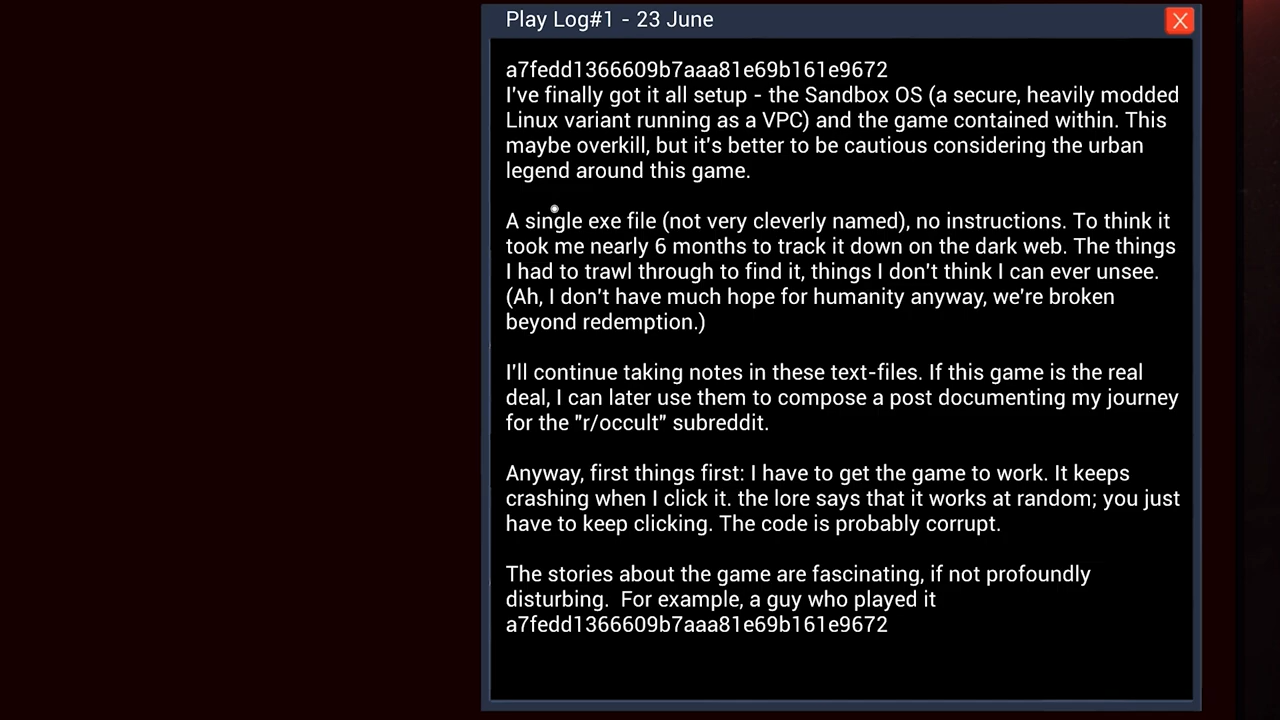 Play Log#1 - 23 June
a7fedd1366609b7aaa81e69b161e9672
I've finally got it all setup - the Sandbox OS (a secure, heavily modded
Linux variant running as a VPC) and the game contained within. This
maybe overkill, but it's better to be cautious considering the urban
legend around this game.
A single exe file (not very cleverly named), no instructions. To think it
took me nearly 6 months to track it down on the dark web. The things
I had to trawl through to find it, things I don't think I can ever unsee.
(Ah, I don't have much hope for humanity anyway, we're broken
beyond redemption.)
I'll continue taking notes in these text-files. If this game is the real
deal, I can later use them to compose a post documenting my journey
for the "r/occult" subreddit.
Anyway, first things first: I have to get the game to work. It keeps
crashing when I click it. the lore says that it works at random; you just
have to keep clicking. The code is probably corrupt.
The stories about the game are fascinating, if not profoundly
disturbing.  For example, a guy who played it
a7fedd1366609b7aaa81e69b161e9672